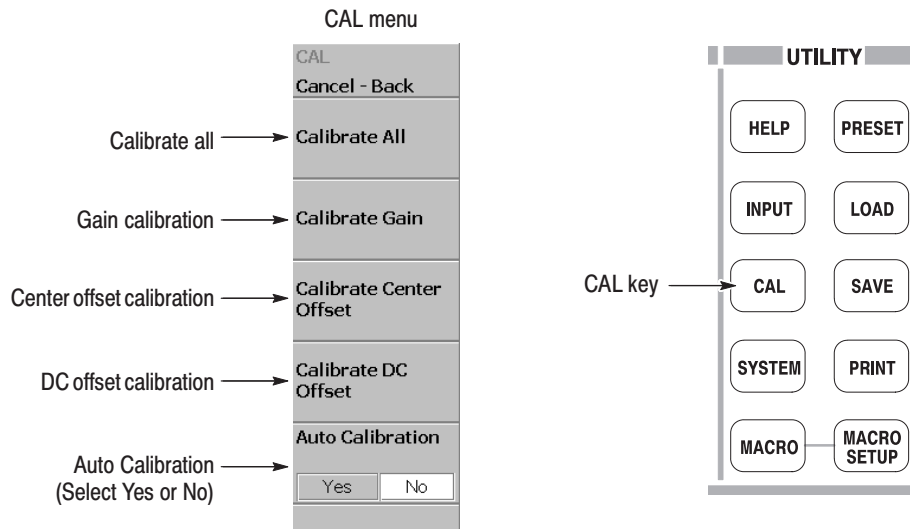 CAL menu
CAL
Cancel - Back
Calibrate all
Calibrate All
Gain calibration
Calibrate Gain
Center offset calibration
Calibrate Center
Offset
DC offset calibration
Calibrate DC
Offset
Auto Calibration
Auto Calibration
(Select Yes or No)
Yes No
UTILITY
HELP PRESET
INPUT LOAD
CAL key
CAL SAVE
SYSTEM PRINT
MACRO MACRO
SETUP